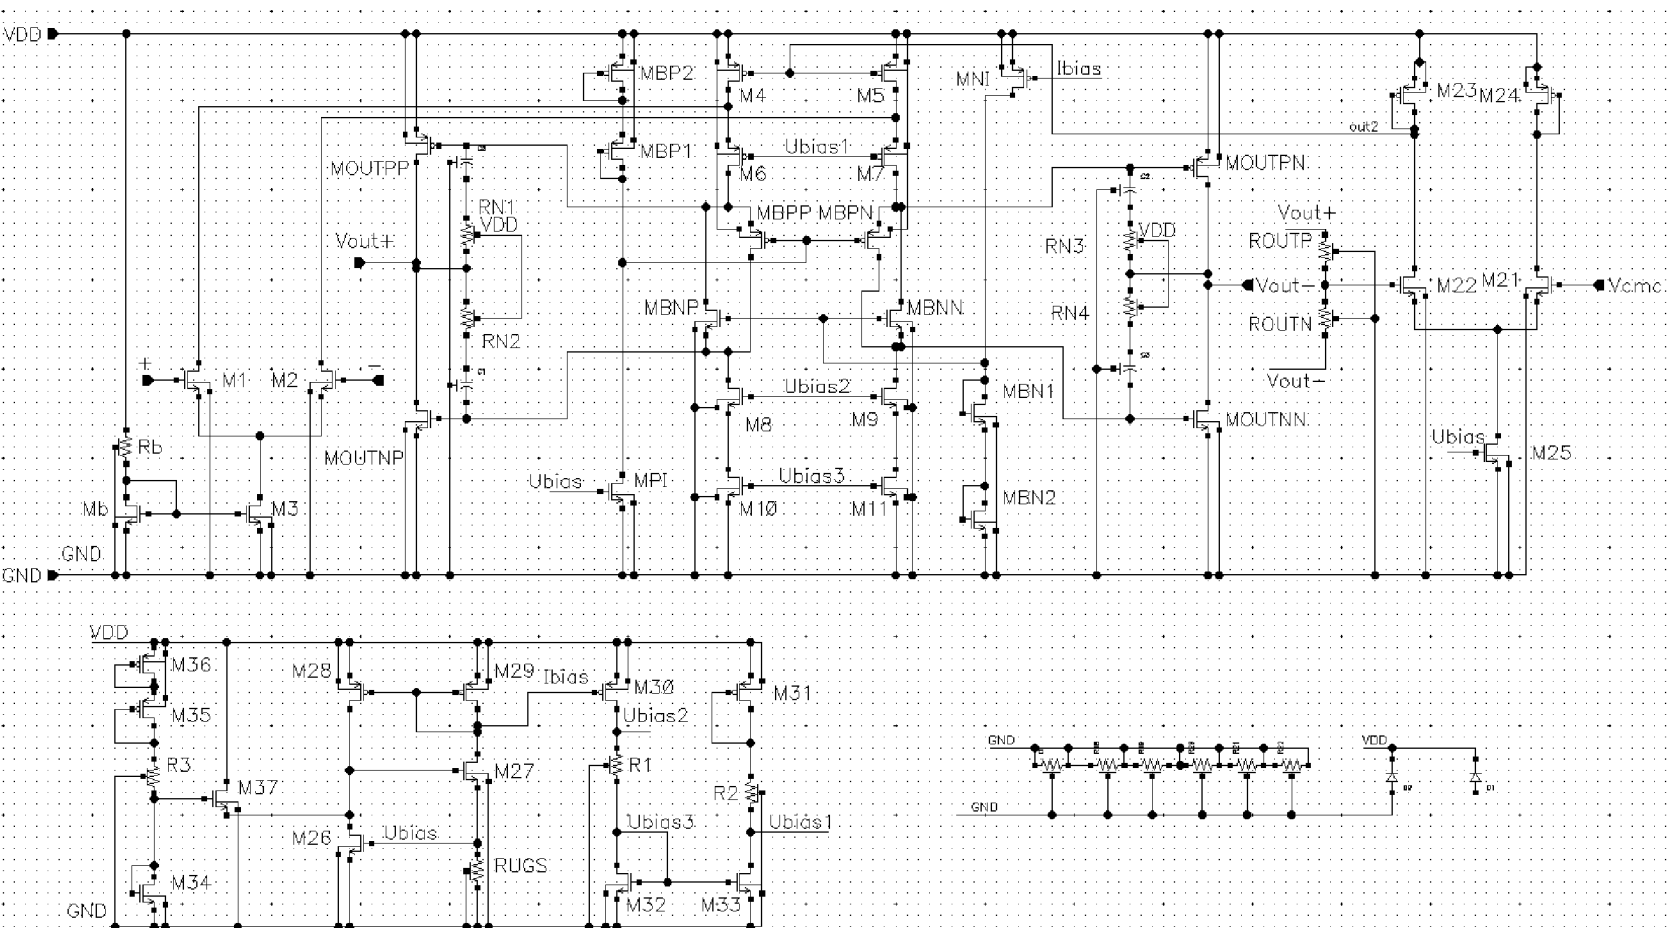 VDD
MBP2
MNI
Ibias
M4
M5
M23
M24
out2
MBP1
Ubias1
MOUTPP
M6
M7
MOUTPN
RN1
VDD
MBPP
MBPN
Vout+
Vout+
VDD
ROUTP
RN3
Vout-
M22
M21
Vcmc
MBNP
MBNN
RN4
ROUTN
RN2
+
M1
M2
-
Ubias2
MBN1
Vout-
M8
M9
MOUTNN
Rb
MOUTNP
Ubias
M25
Ubias
MPI
Ubias3
MBN2
Mb
M3
M10
M11
GND
GND
VDD
M36
M28
M29
Ibias
M30
M31
M35
Ubias2
R3
M27
R1
M37
R2
M26
Ubias
Ubias3
Ubias1
RUGS
M34
M32
M33
GND
GND
VDD
GND